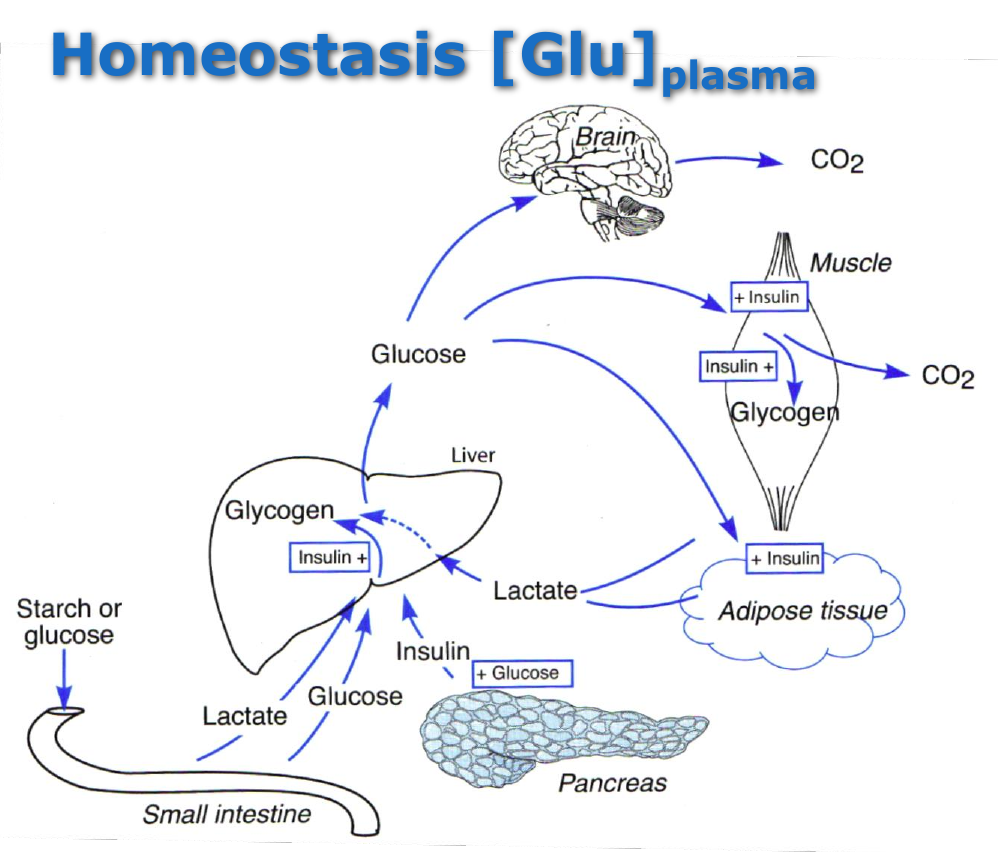 Homeostasis [Glu]plasma
Brain
CO2
Muscle
+ Insulin
Glucose
Insulin +
CO2
Glycogen
Liver
Glycogen
Insulin +
+ Insulin
Lactate
Adipose tissue
Starch or
glucose
Insulin
+ Glucose
Glucose
Lactate
Pancreas
Small intestine